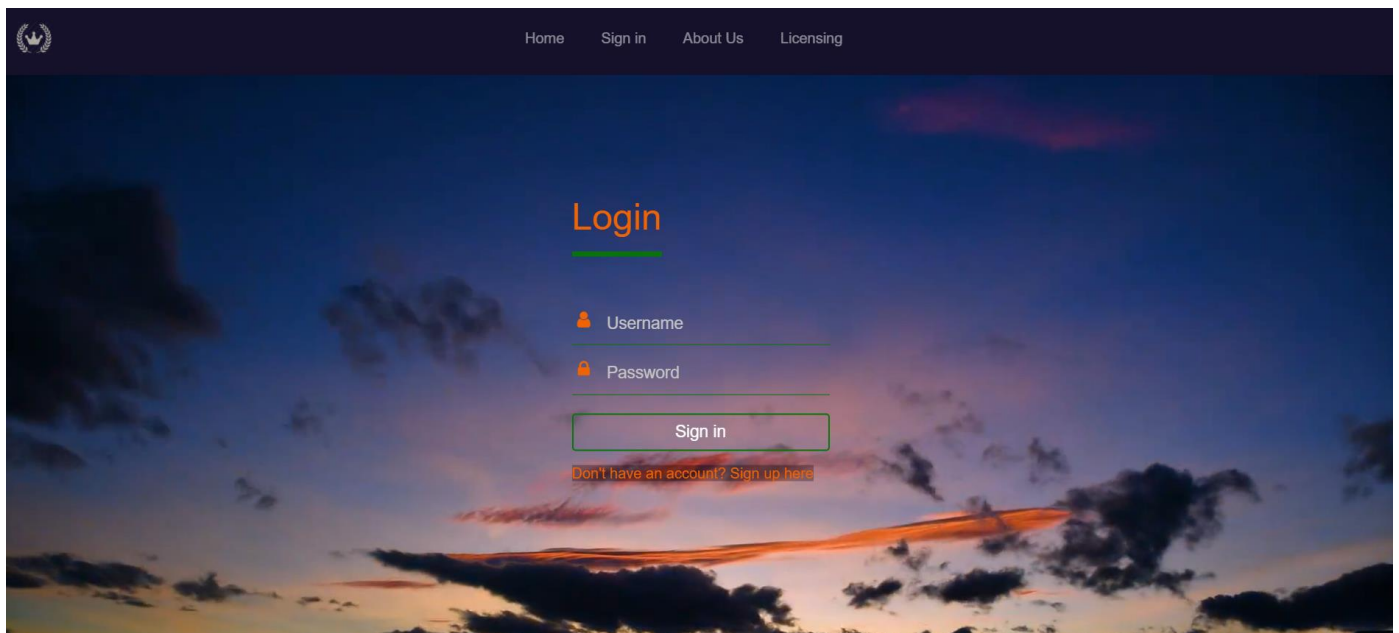 Home Sign in About Us Licensing
Login
Username
Password
Sign in
Don't have an account? Sign up here